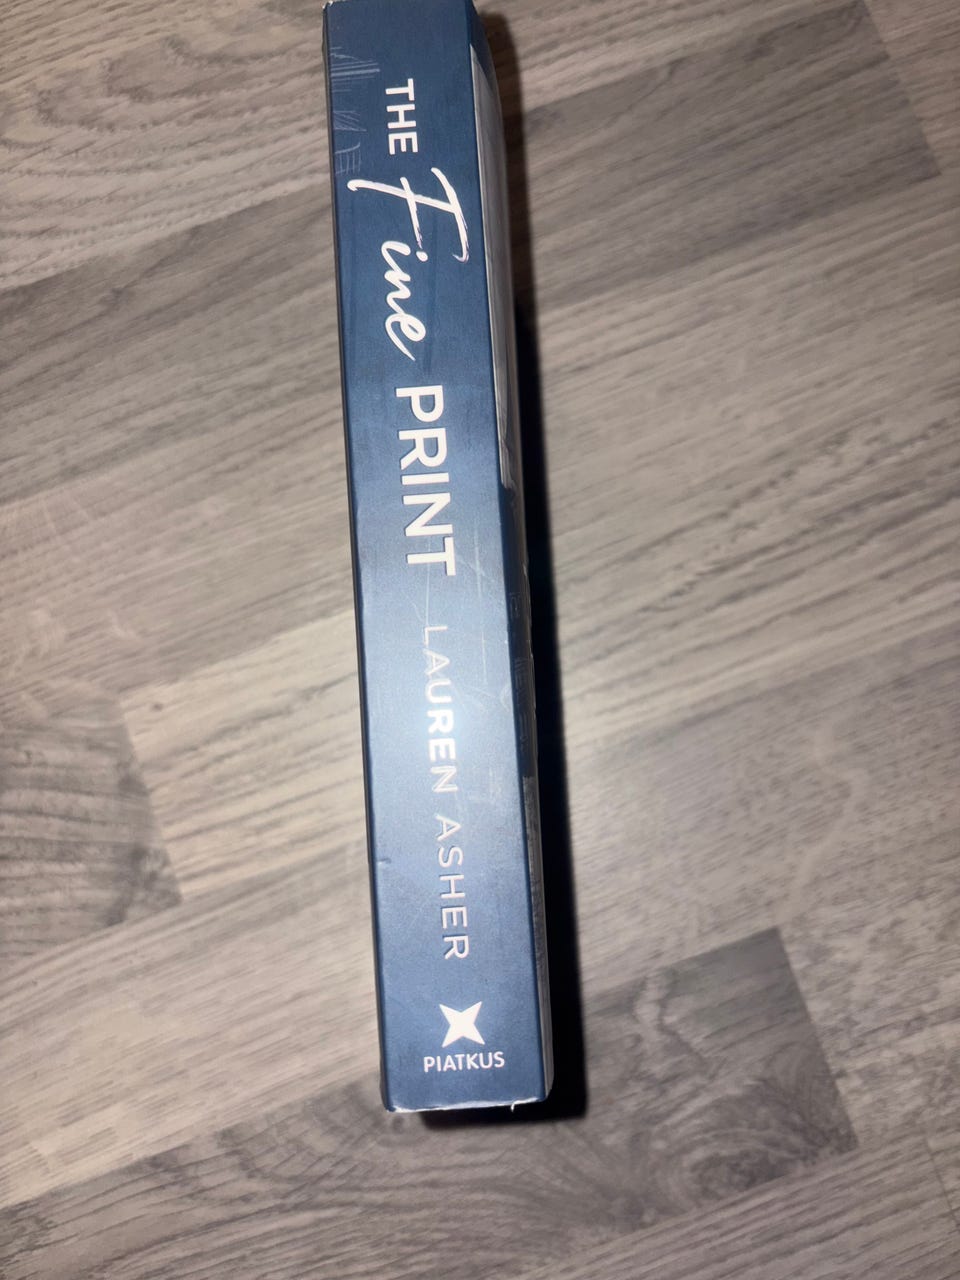 THE Fine PRINT LAUREN ASHER
PIATKUS